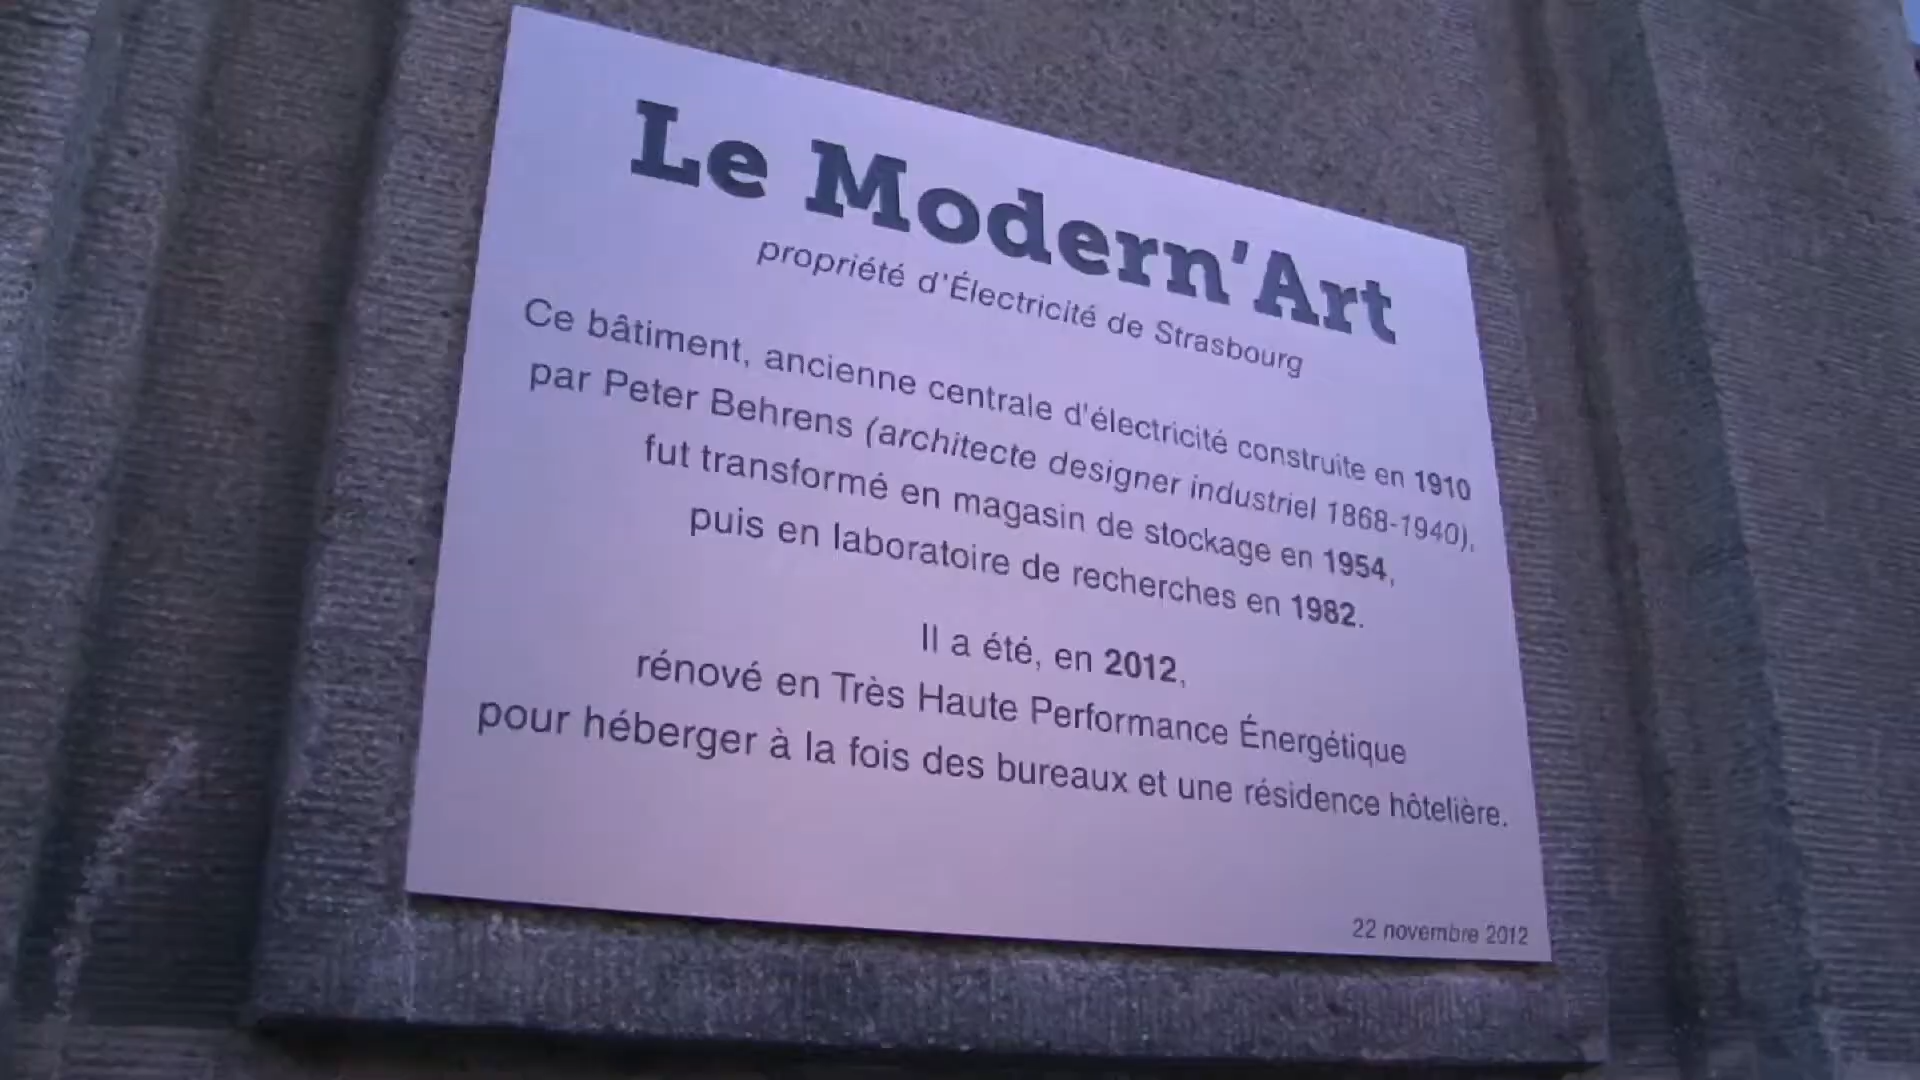 Le Modern'Art
propriété d'Électricité de Strasbourg
Ce bâtiment, ancienne centrale d'électricité construite en 1910
par Peter Behrens (architecte designer industriel 1868-1940),
fut transformé en magasin de stockage en 1954,
puis en laboratoire de recherches en 1982.
Il a été, en 2012,
rénové en Très Haute Performance Énergétique
pour héberger à la fois des bureaux et une résidence hôtelière.
22 novembre 2012